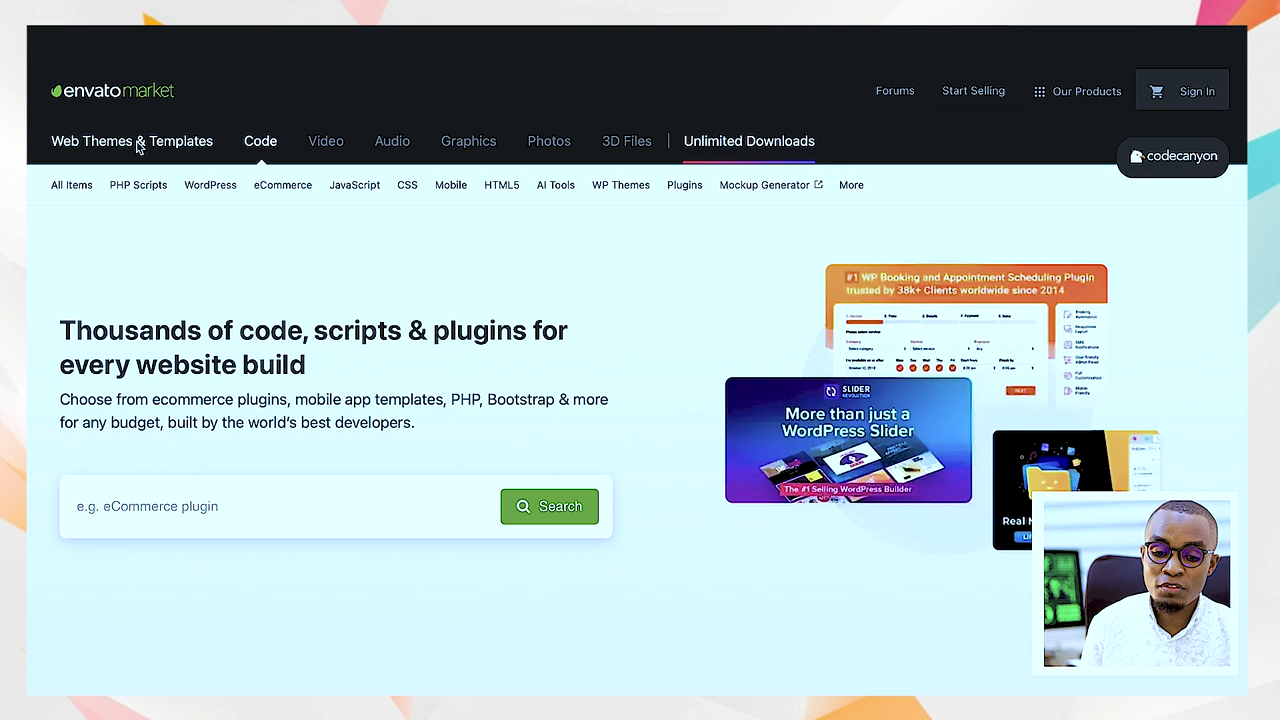 envato market
Forums
Start Selling
Our Products
Sign In
Web Themes & Templates
Code
Video
Audio
Graphics
Photos
3D Files
Unlimited Downloads
codecanyon
All Items
PHP Scripts
WordPress
eCommerce
JavaScript
CSS
Mobile
HTML5
AI Tools
WP Themes
Plugins
Mockup Generator
More
#1 WP Booking and Appointment Scheduling Plugin
trusted by 38k+ Clients worldwide since 2014
Thousands of code, scripts & plugins for
every website build
Choose from ecommerce plugins, mobile app templates, PHP, Bootstrap & more
for any budget, built by the world's best developers.
e.g. eCommerce plugin
Search
SLIDER
REVOLUTION
More than just a
WordPress Slider
The #1 Selling WordPress Builder
NEXT
Real